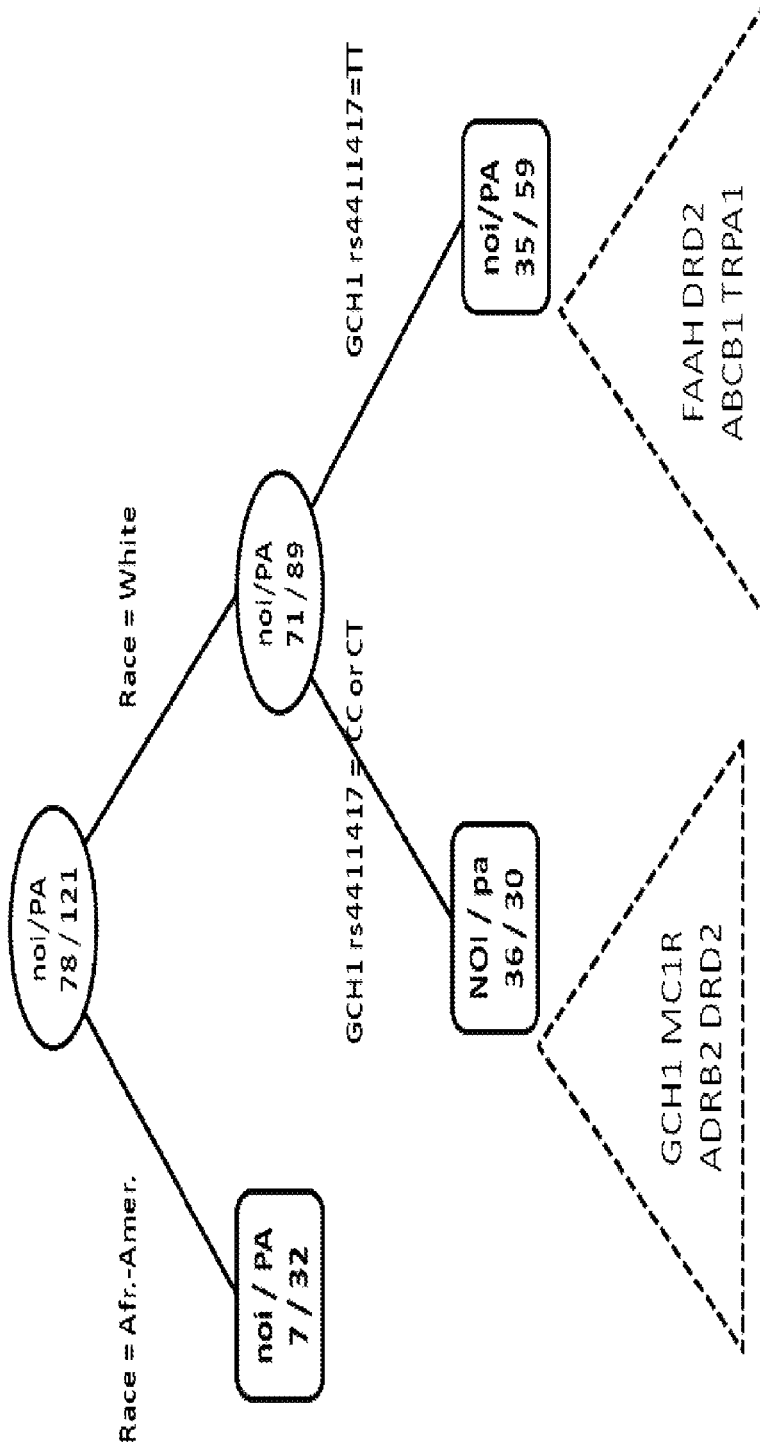 noi/PA
78 / 121
Race = Afr.-Amer.
Race = White
noi / PA
7 / 32
noi/PA
71 / 89
GCH1 rs4411417 = CC or CT
GCH1 rs4411417=TT
NOI / pa
36 / 30
noi/PA
35 / 59
GCH1 MC1R
ADRB2 DRD2
FAAH DRD2
ABCB1 TRPA1